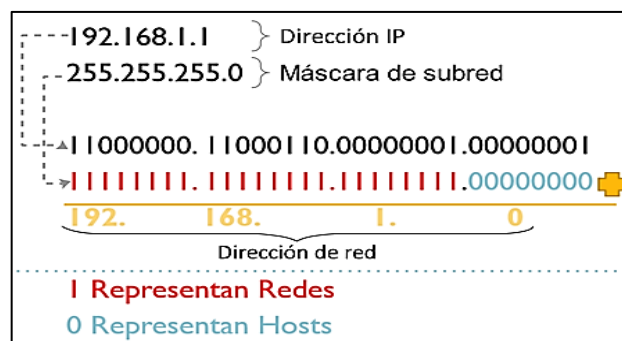 192.168.1.1 } Dirección IP
255.255.255.0 } Máscara de subred
11000000. 11000110.00000001.00000001
11111111. 11111111.11111111.00000000
192. 168. 1. 0
Dirección de red
1 Representan Redes
0 Representan Hosts